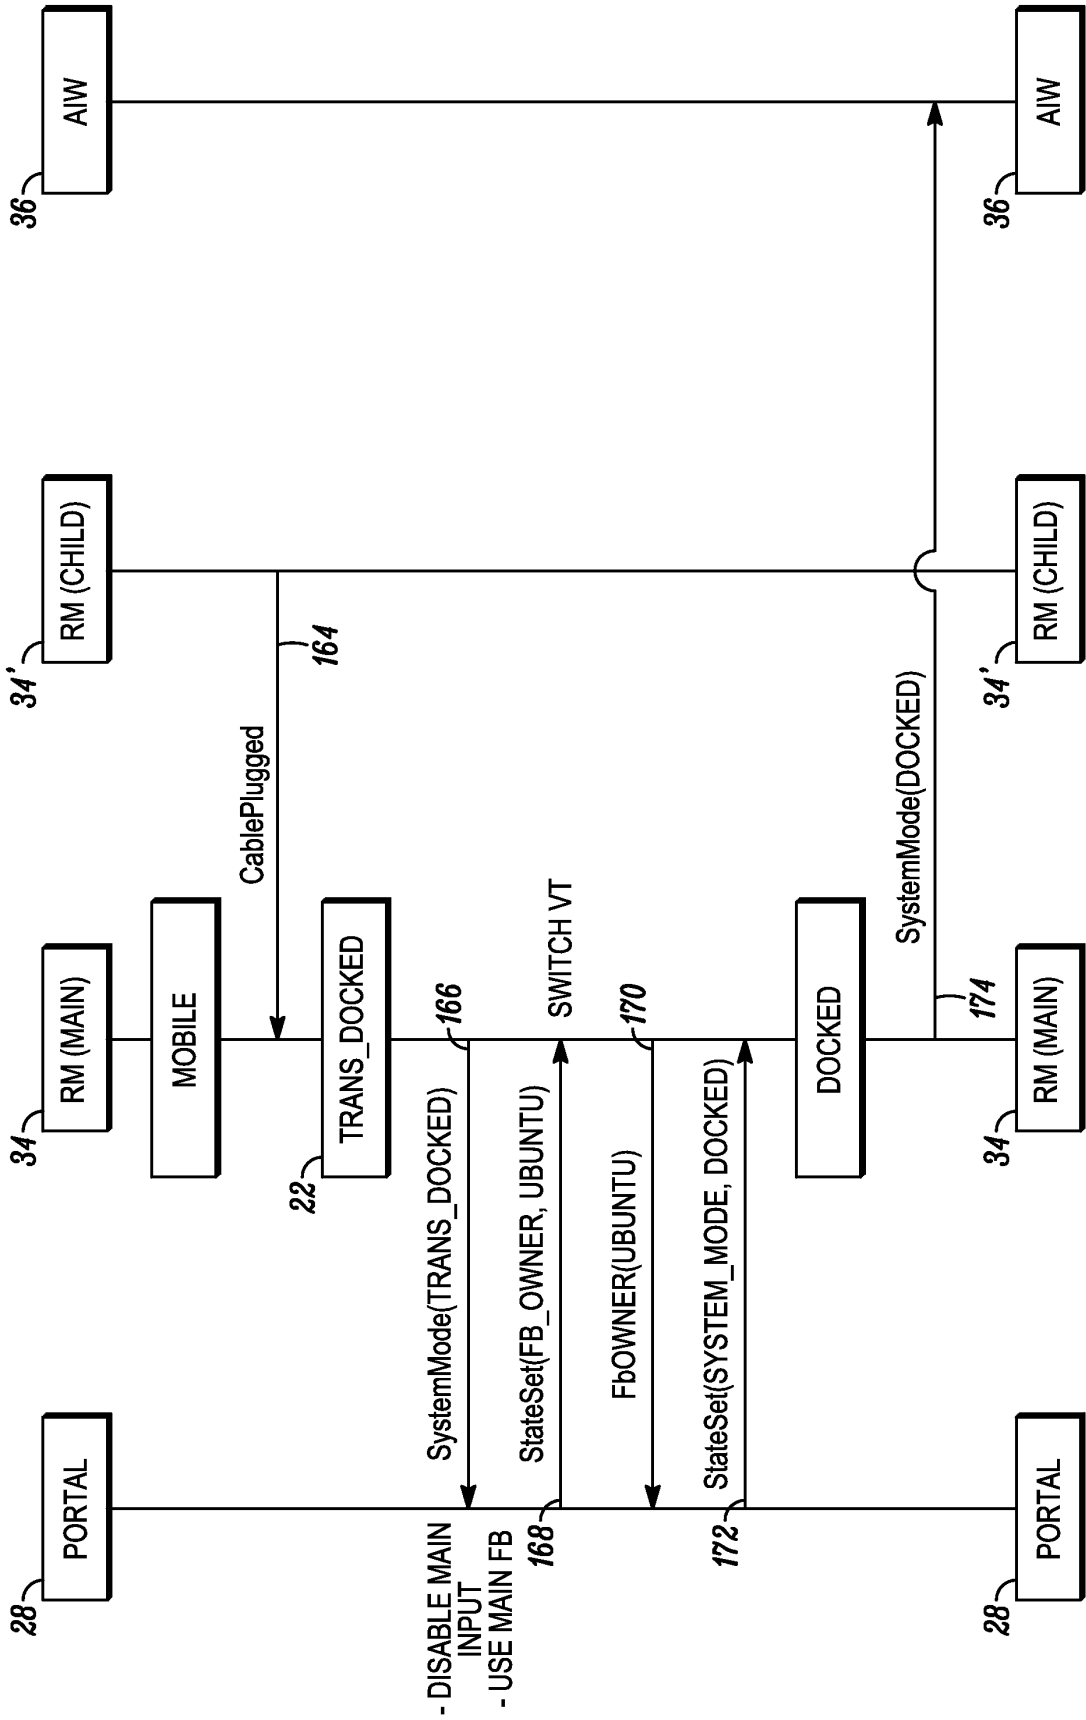 28
PORTAL
34
RM (MAIN)
34'
RM (CHILD)
36
AIW
MOBILE
CablePlugged
164
22
TRANS_DOCKED
- DISABLE MAIN
INPUT
- USE MAIN FB
SystemMode(TRANS_DOCKED)
166
168
StateSet(FB_OWNER, UBUNTU)
SWITCH VT
FbOWNER(UBUNTU)
170
172
StateSet(SYSTEM_MODE, DOCKED)
DOCKED
SystemMode(DOCKED)
174
28
PORTAL
34
RM (MAIN)
34'
RM (CHILD)
36
AIW